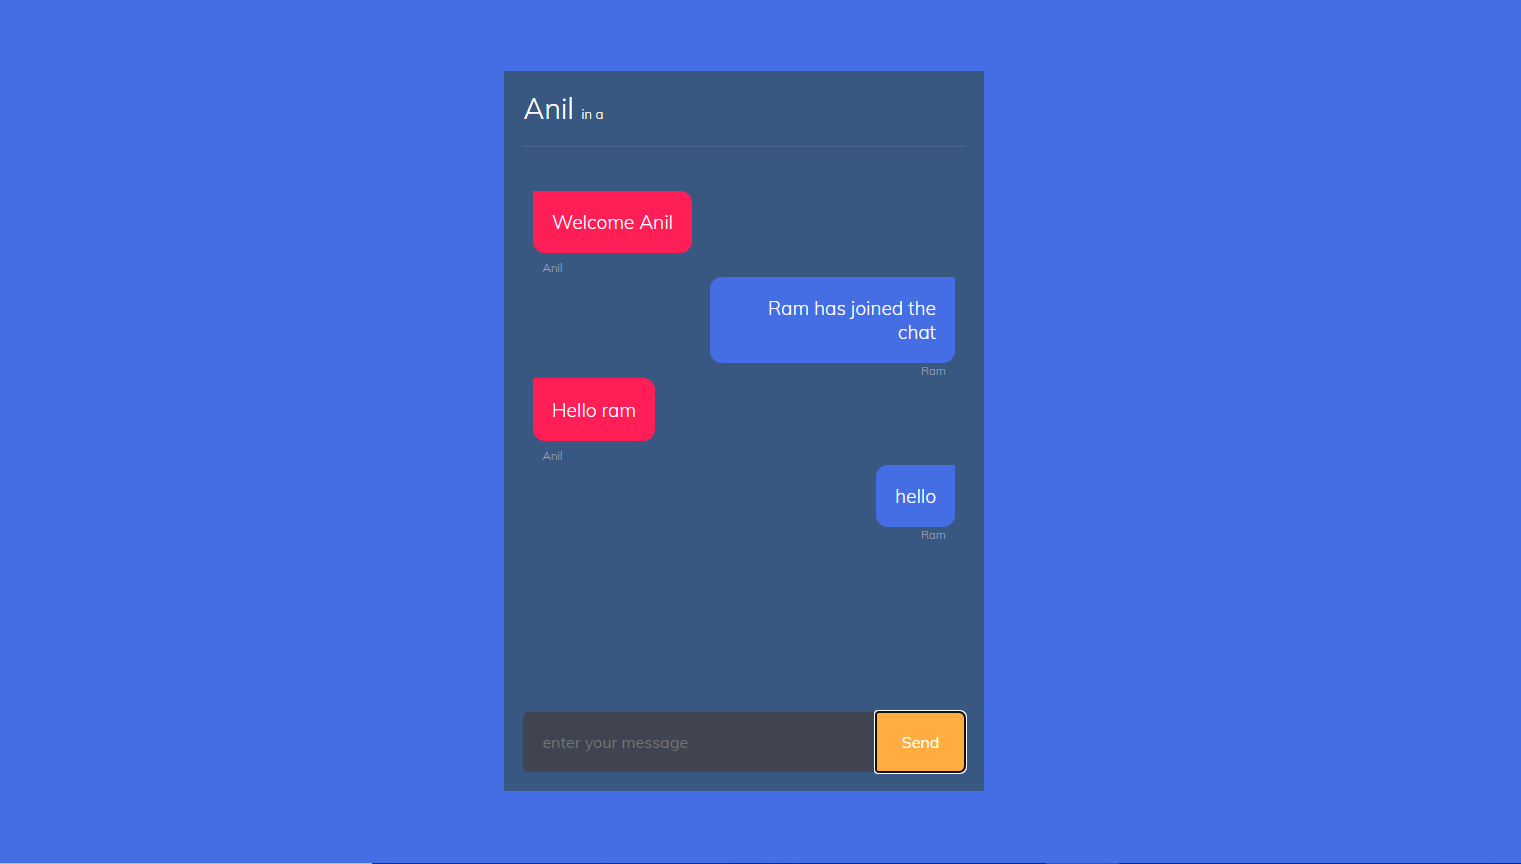 Anil in a
Welcome Anil
Anil
Ram has joined the
chat
Ram
Hello ram
Anil
hello
Ram
enter your message
Send